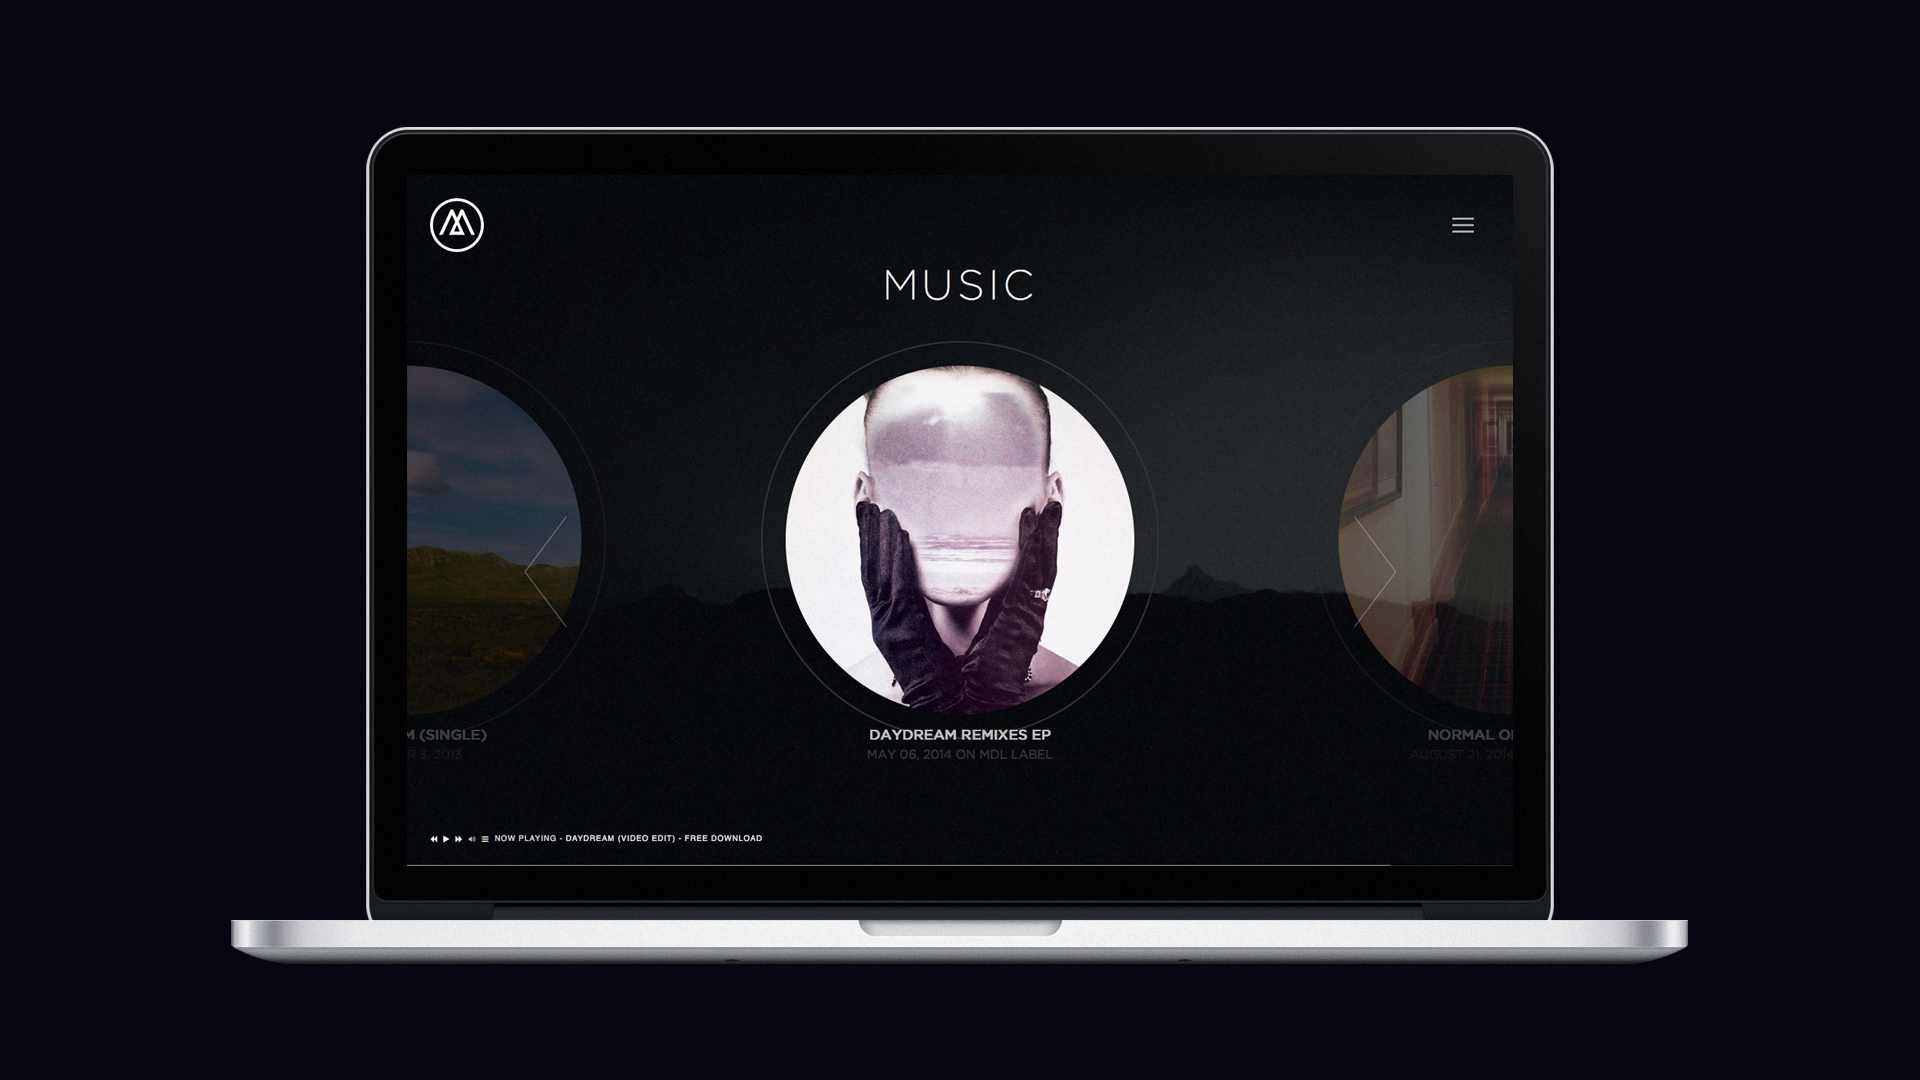 MUSIC
(SINGLE)
3, 2013
DAYDREAM REMIXES EP
MAY 06, 2014 ON MDL LABEL
NORMAL
AUGUST 21, 2014
NOW PLAYING - DAYDREAM (VIDEO EDIT) - FREE DOWNLOAD